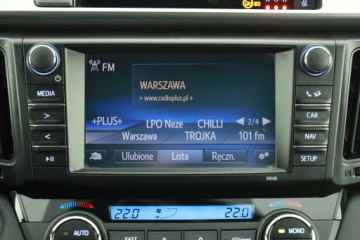 FM
WARSZAWA
• www.radioplus.pl •
+PLUS+ LPO Neze CHILLI 2/4
Warszawa TROJKA 101 fm
Ulubione Lista Ręczn.
MEDIA
CAR
NAV
SETUP
22.0 22.0
AUTO FAST MONO